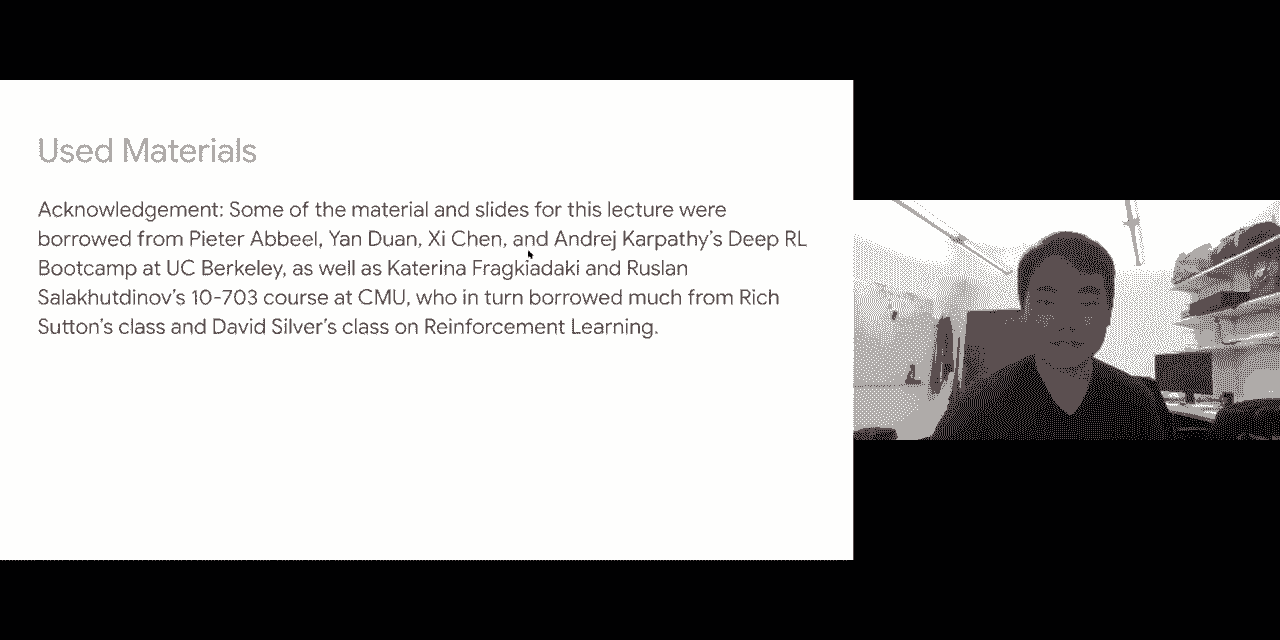 Used Materials
Acknowledgement: Some of the material and slides for this lecture were
borrowed from Pieter Abbeel, Yan Duan, Xi Chen, and Andrej Karpathy's Deep RL
Bootcamp at UC Berkeley, as well as Katerina Fragkiadaki and Ruslan
Salakhutdinov's 10-703 course at CMU, who in turn borrowed much from Rich
Sutton's class and David Silver's class on Reinforcement Learning.